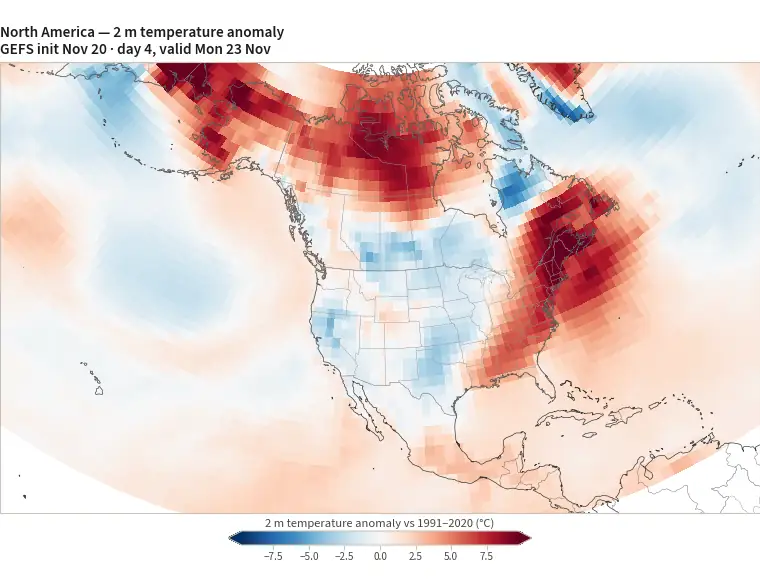 North America — 2 m temperature anomaly
GEFS init Nov 20 · day 4, valid Mon 23 Nov
2 m temperature anomaly vs 1991–2020 (°C)
−7.5 −5.0 −2.5 0.0 2.5 5.0 7.5